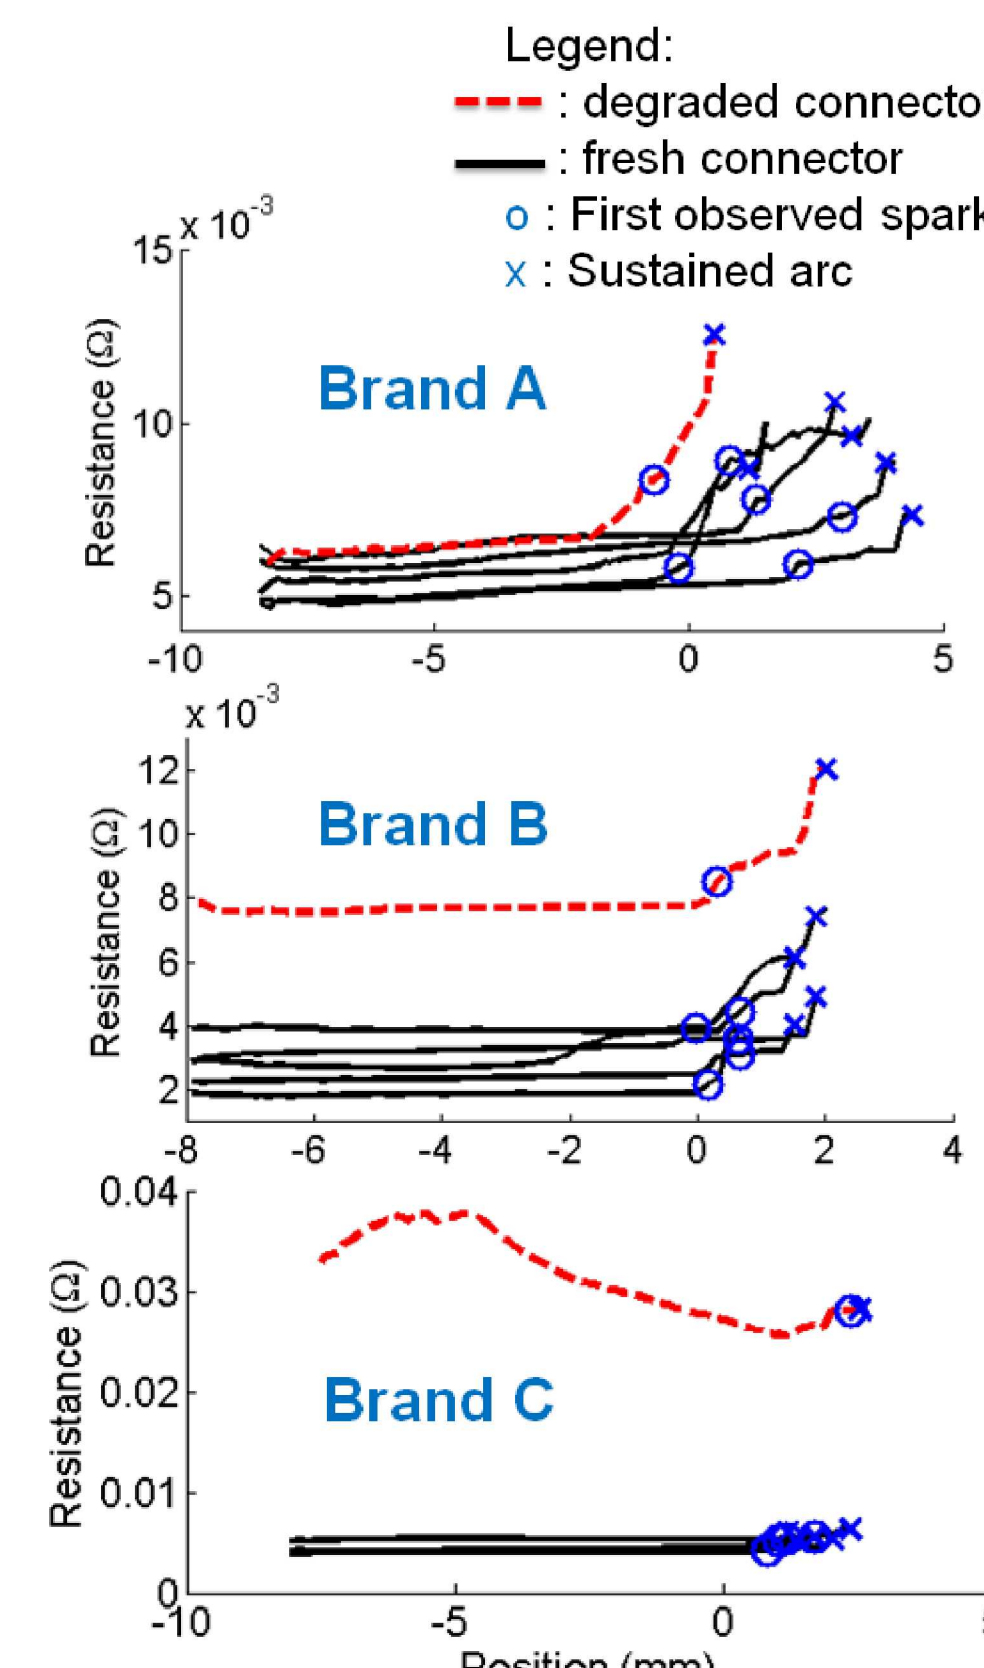 Legend:
: degraded connecto
: fresh connector
o : First observed spark
x : Sustained arc
x 10-3
15
10
5
Resistance (Ω)
Brand A
-10 -5 0 5
x 10-3
12
10
8
6
4
2
Resistance (Ω)
Brand B
-8 -6 -4 -2 0 2 4
0.04
0.03
0.02
0.01
0
Resistance (Ω)
Brand C
-10 -5 0
Position (mm)